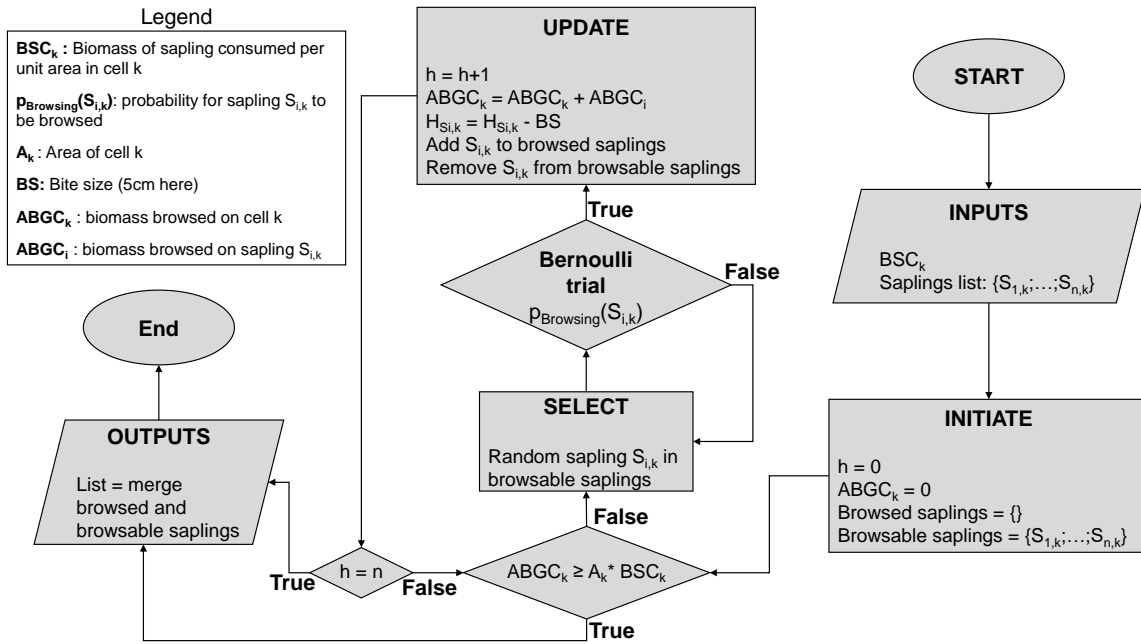 Legend
BSCk : Biomass of sapling consumed per
unit area in cell k
pBrowsing(Si,k): probability for sapling Si,k to
be browsed
Ak : Area of cell k
BS: Bite size (5cm here)
ABGCk : biomass browsed on cell k
ABGCi : biomass browsed on sapling Si,k
UPDATE
h = h+1
ABGCk = ABGCk + ABGCi
HSi,k = HSi,k - BS
Add Si,k to browsed saplings
Remove Si,k from browsable saplings
START
INPUTS
BSCk
Saplings list: {S1,k;…;Sn,k}
INITIATE
h = 0
ABGCk = 0
Browsed saplings = {}
Browsable saplings = {S1,k;…;Sn,k}
True
Bernoulli
trial
pBrowsing(Si,k)
False
SELECT
Random sapling Si,k in
browsable saplings
False
ABGCk ≥ Ak* BSCk
True
h = n
True
False
End
OUTPUTS
List = merge
browsed and
browsable saplings